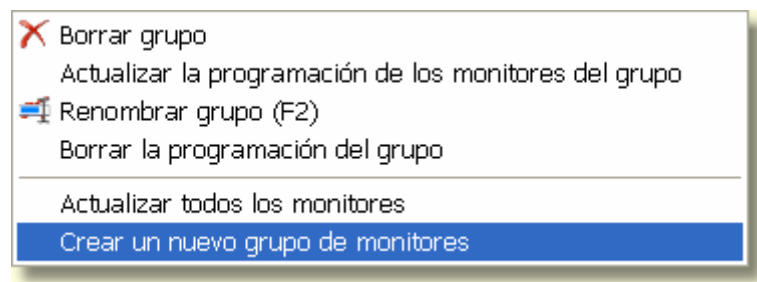 Borrar grupo
Actualizar la programación de los monitores del grupo
Renombrar grupo (F2)
Borrar la programación del grupo
Actualizar todos los monitores
Crear un nuevo grupo de monitores